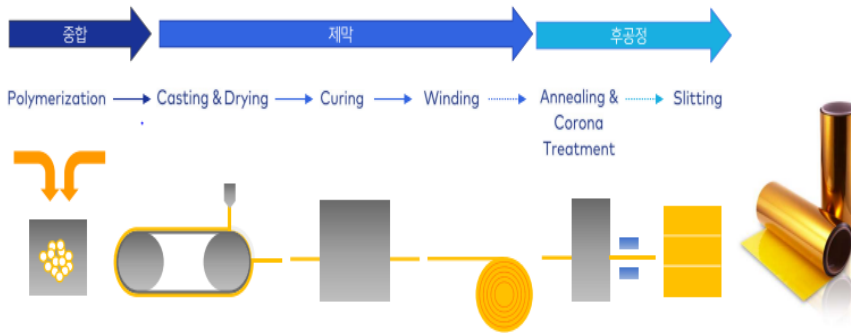 중합
제막
후공정
Polymerization
Casting & Drying
Curing
Winding
Annealing &
Corona
Treatment
Slitting